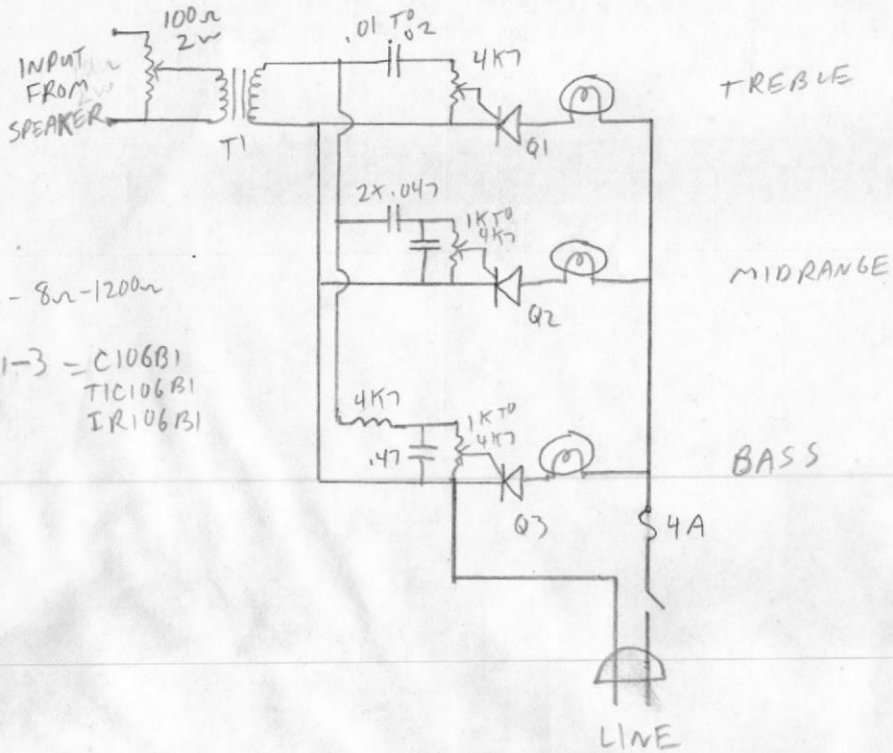 100Ω
2W
INPUT
FROM
SPEAKER
T1
.01 TO
.02
4K7
Q1
TREBLE
2X.047
1K TO
4K7
Q2
MIDRANGE
- 8Ω-1200Ω
1-3 = C106B1
TIC106B1
IR106B1
4K7
.47
1K TO
4K7
Q3
BASS
4A
LINE